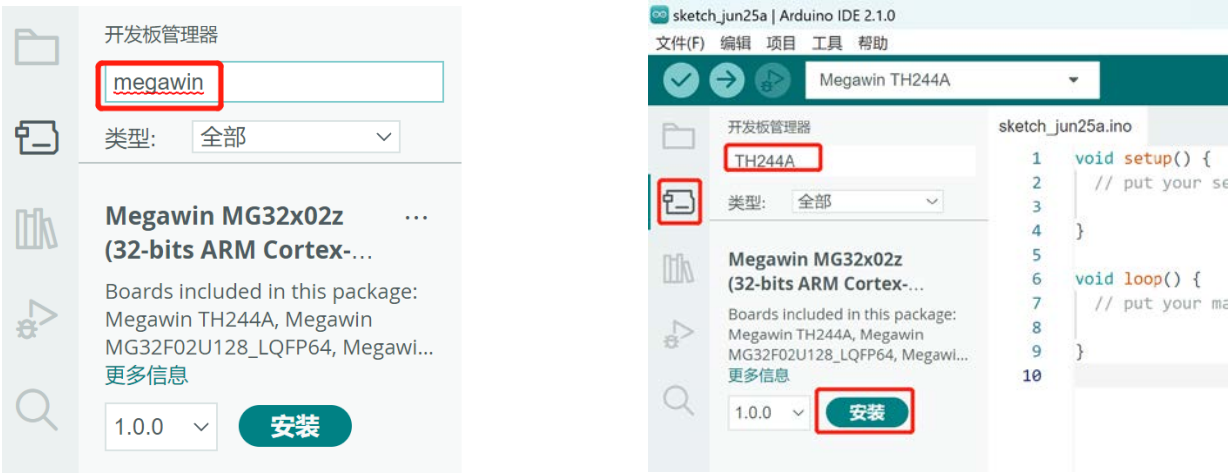 开发板管理器
megawin
类型:
全部
Megawin MG32x02z
...
(32-bits ARM Cortex-...
Boards included in this package:
Megawin TH244A, Megawin
MG32F02U128_LQFP64, Megawi...
更多信息
1.0.0
安装
sketch_jun25a | Arduino IDE 2.1.0
文件(F) 编辑 项目 工具 帮助
Megawin TH244A
开发板管理器
TH244A
类型:
全部
Megawin MG32x02z
(32-bits ARM Cortex-...
Boards included in this package:
Megawin TH244A, Megawin
MG32F02U128_LQFP64, Megawi...
更多信息
1.0.0
安装
sketch_jun25a.ino
1 void setup() {
2 // put your se
3
4 }
5
6 void loop() {
7 // put your ma
8
9 }
10